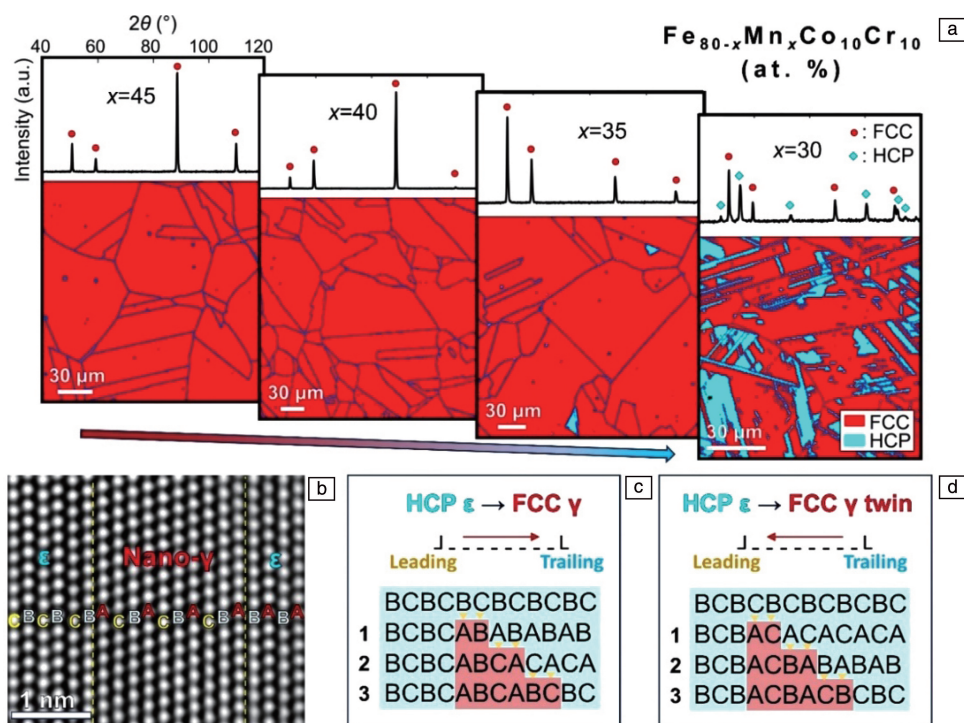 2θ (°)
40 60 80 100 120
Intensity (a.u.)
Fe80-xMnxCo10Cr10
(at. %)
a
x=45
x=40
x=35
x=30
: FCC
: HCP
30 μm
30 μm
30 μm
30 μm
FCC
HCP
b
ε
Nano-γ
ε
C B C B C B A C B A C B A C B A B A B A
1 nm
c
HCP ε → FCC γ
Leading
Trailing
BCBCBCBCBCBC
1 BCBCABABABAB
2 BCBCABCACACA
3 BCBCABCABCBC
d
HCP ε → FCC γ twin
Leading
Trailing
BCBCBCBCBCBC
1 BCBACACACACA
2 BCBACBABABAB
3 BCBACBACBCBC